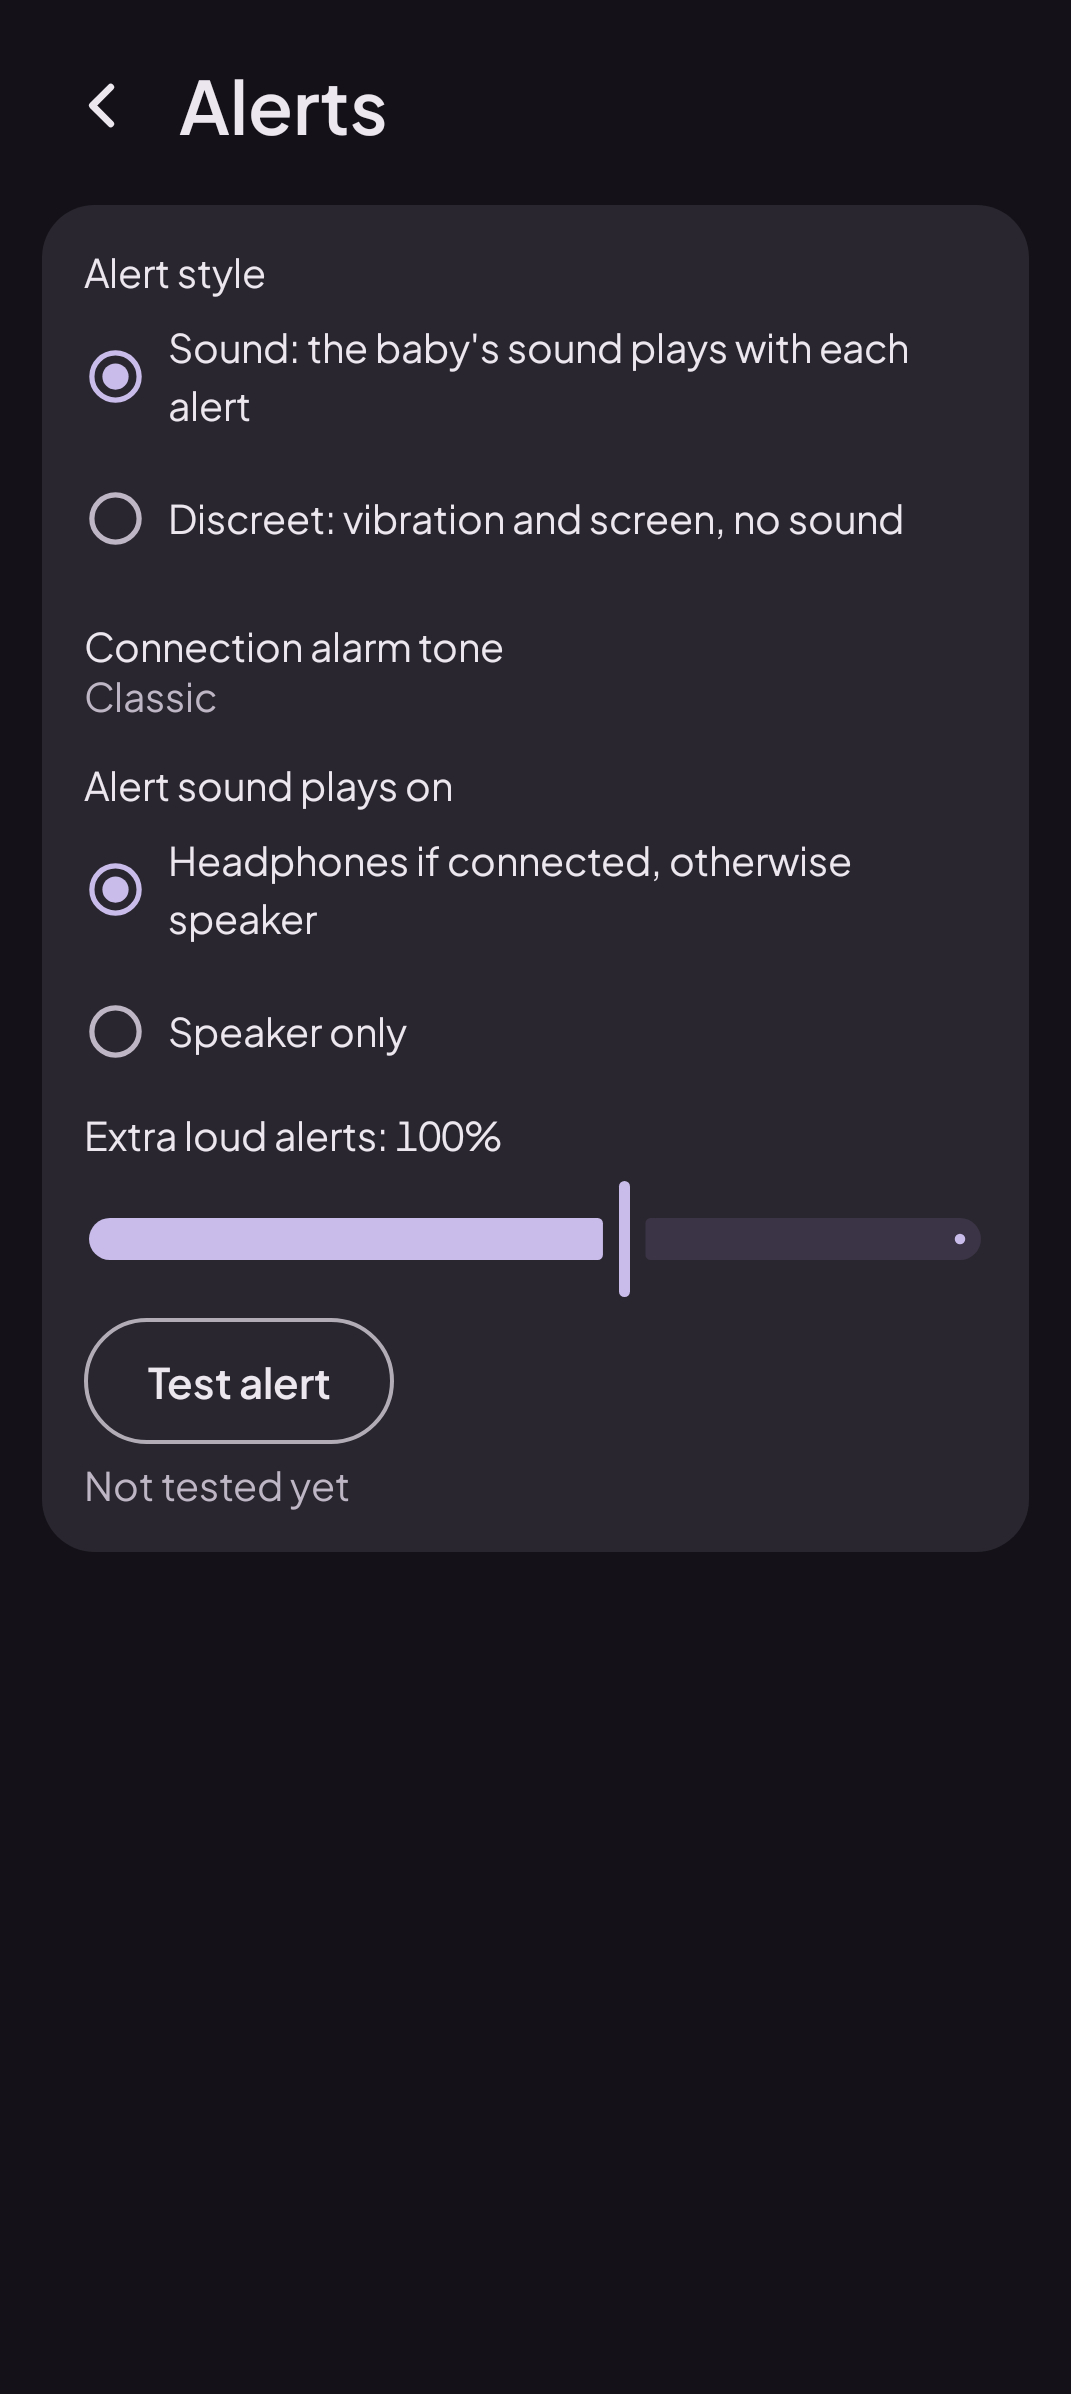 Alerts
Alert style
Sound: the baby's sound plays with each
alert
Discreet: vibration and screen, no sound
Connection alarm tone
Classic
Alert sound plays on
Headphones if connected, otherwise
speaker
Speaker only
Extra loud alerts: 100%
Test alert
Not tested yet